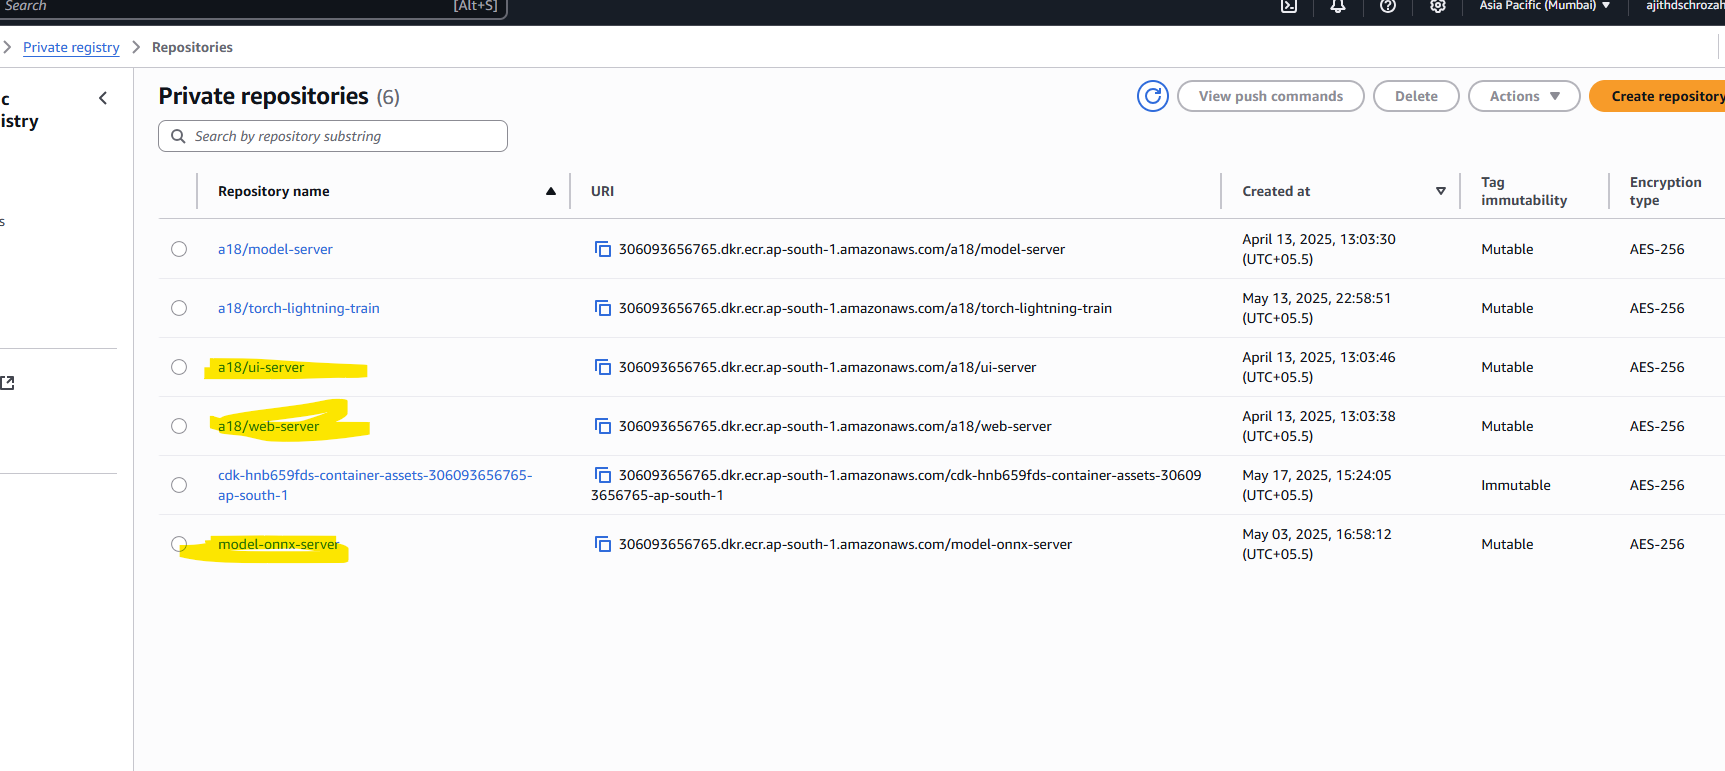 Search [Alt+S]
Asia Pacific (Mumbai) ▼ ajithdschrozah
Private registry > Repositories
c
istry
s
Private repositories (6)
View push commands
Delete
Actions ▼
Create repository
Search by repository substring
Repository name URI Created at Tag immutability Encryption type
a18/model-server 306093656765.dkr.ecr.ap-south-1.amazonaws.com/a18/model-server April 13, 2025, 13:03:30 (UTC+05.5) Mutable AES-256
a18/torch-lightning-train 306093656765.dkr.ecr.ap-south-1.amazonaws.com/a18/torch-lightning-train May 13, 2025, 22:58:51 (UTC+05.5) Mutable AES-256
a18/ui-server 306093656765.dkr.ecr.ap-south-1.amazonaws.com/a18/ui-server April 13, 2025, 13:03:46 (UTC+05.5) Mutable AES-256
a18/web-server 306093656765.dkr.ecr.ap-south-1.amazonaws.com/a18/web-server April 13, 2025, 13:03:38 (UTC+05.5) Mutable AES-256
cdk-hnb659fds-container-assets-306093656765-ap-south-1 306093656765.dkr.ecr.ap-south-1.amazonaws.com/cdk-hnb659fds-container-assets-306093656765-ap-south-1 May 17, 2025, 15:24:05 (UTC+05.5) Immutable AES-256
model-onnx-server 306093656765.dkr.ecr.ap-south-1.amazonaws.com/model-onnx-server May 03, 2025, 16:58:12 (UTC+05.5) Mutable AES-256